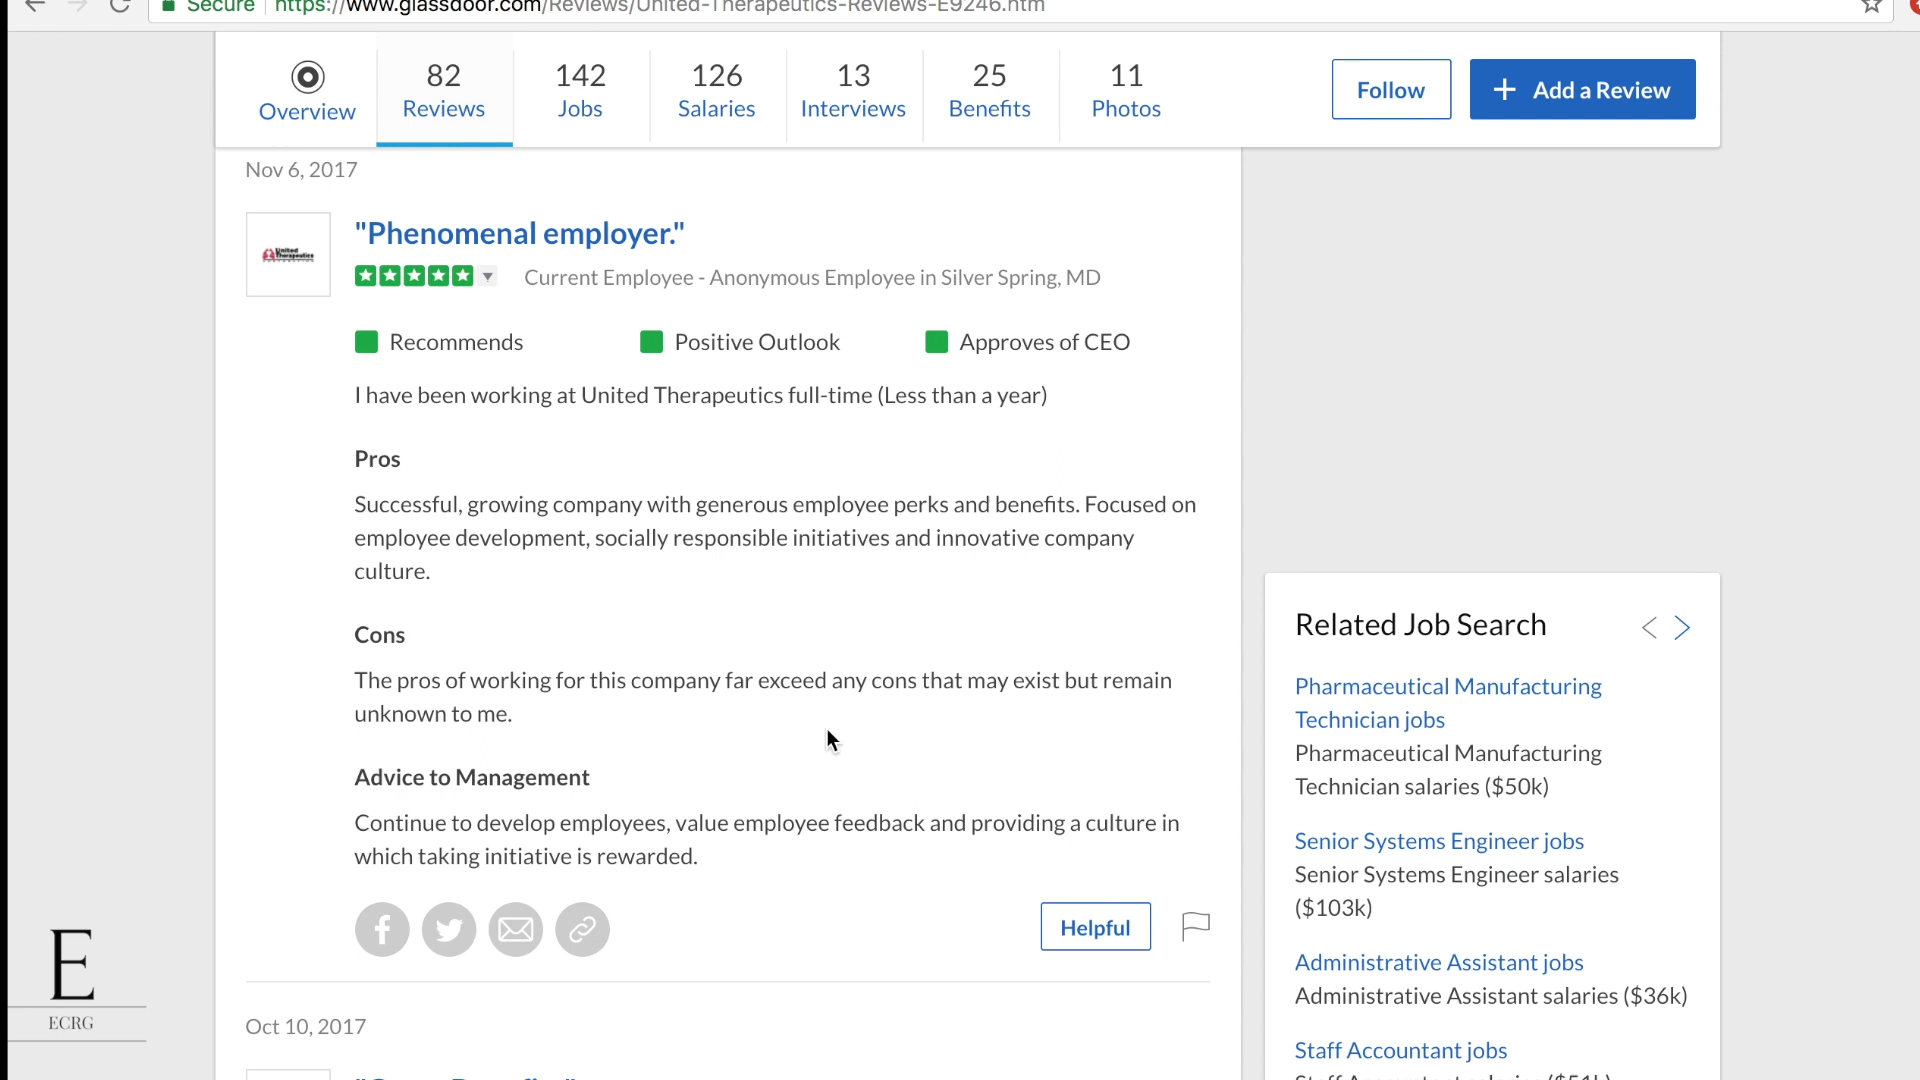 Secure https://www.glassdoor.com/Reviews/United-Therapeutics-Reviews-E9246.htm
Overview
82
Reviews
142
Jobs
126
Salaries
13
Interviews
25
Benefits
11
Photos
Follow
+ Add a Review
Nov 6, 2017
United
Therapeutics
"Phenomenal employer."
Current Employee - Anonymous Employee in Silver Spring, MD
Recommends
Positive Outlook
Approves of CEO
I have been working at United Therapeutics full-time (Less than a year)
Pros
Successful, growing company with generous employee perks and benefits. Focused on
employee development, socially responsible initiatives and innovative company
culture.
Cons
The pros of working for this company far exceed any cons that may exist but remain
unknown to me.
Advice to Management
Continue to develop employees, value employee feedback and providing a culture in
which taking initiative is rewarded.
Helpful
Oct 10, 2017
Related Job Search
Pharmaceutical Manufacturing
Technician jobs
Pharmaceutical Manufacturing
Technician salaries ($50k)
Senior Systems Engineer jobs
Senior Systems Engineer salaries
($103k)
Administrative Assistant jobs
Administrative Assistant salaries ($36k)
Staff Accountant jobs
E
ECRG